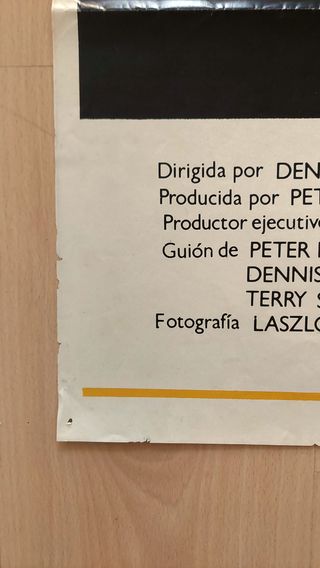 Dirigida por DEN
Producida por PET
Productor ejecutivo
Guión de PETER
DENNIS
TERRY S
Fotografía LASZLO